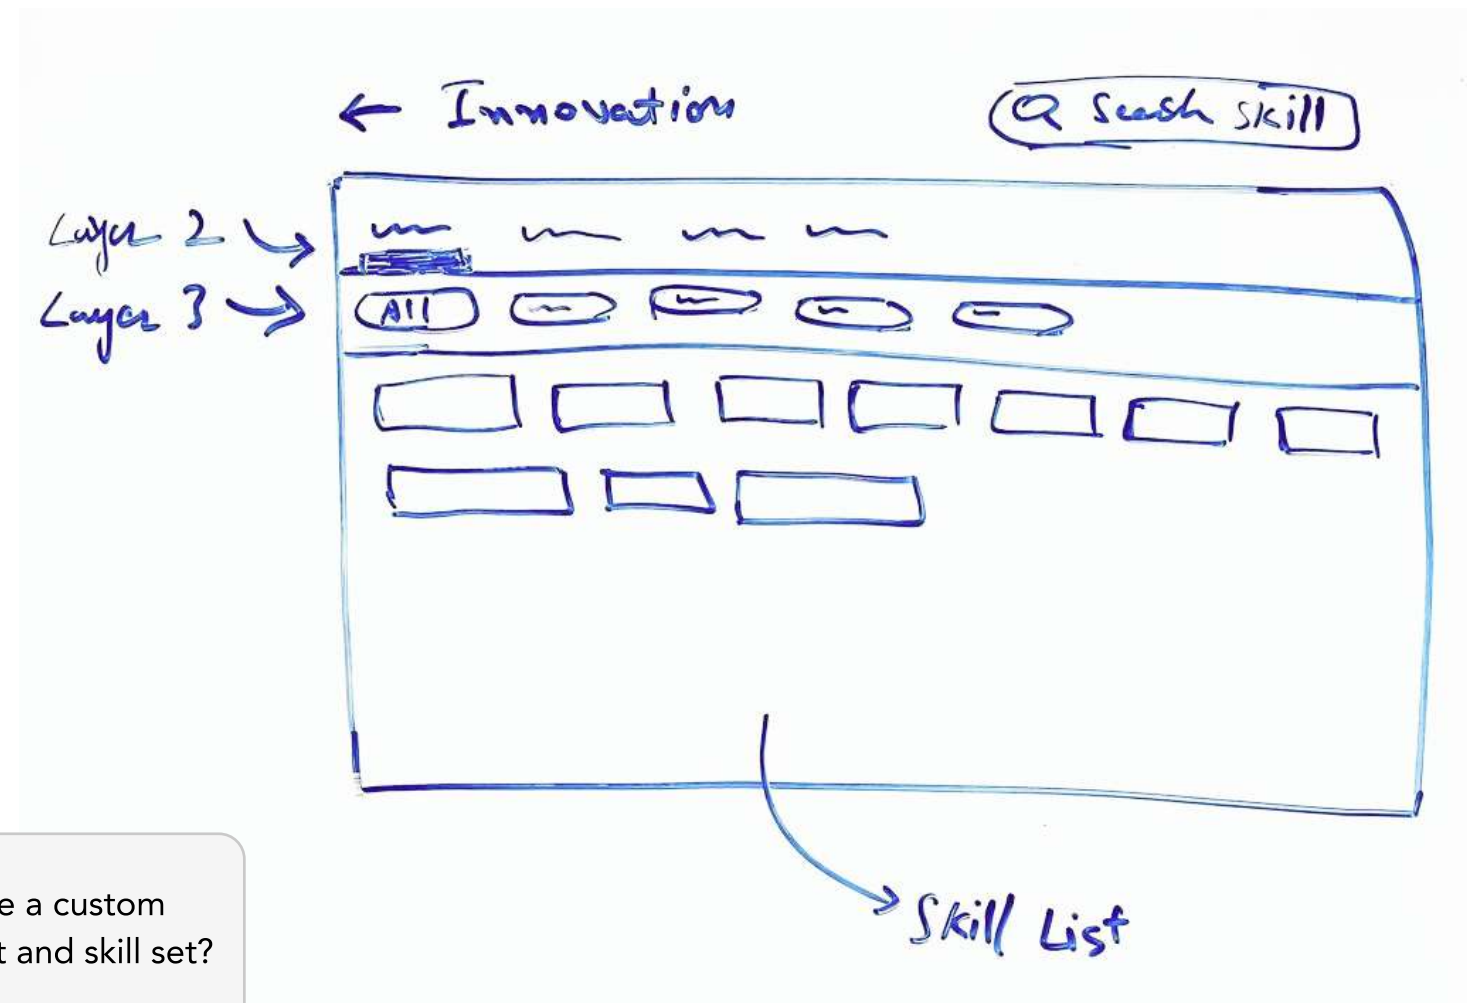 ← Innovation
Search skill
Layer 2
Layer 3
All
Skill List
e a custom
t and skill set?